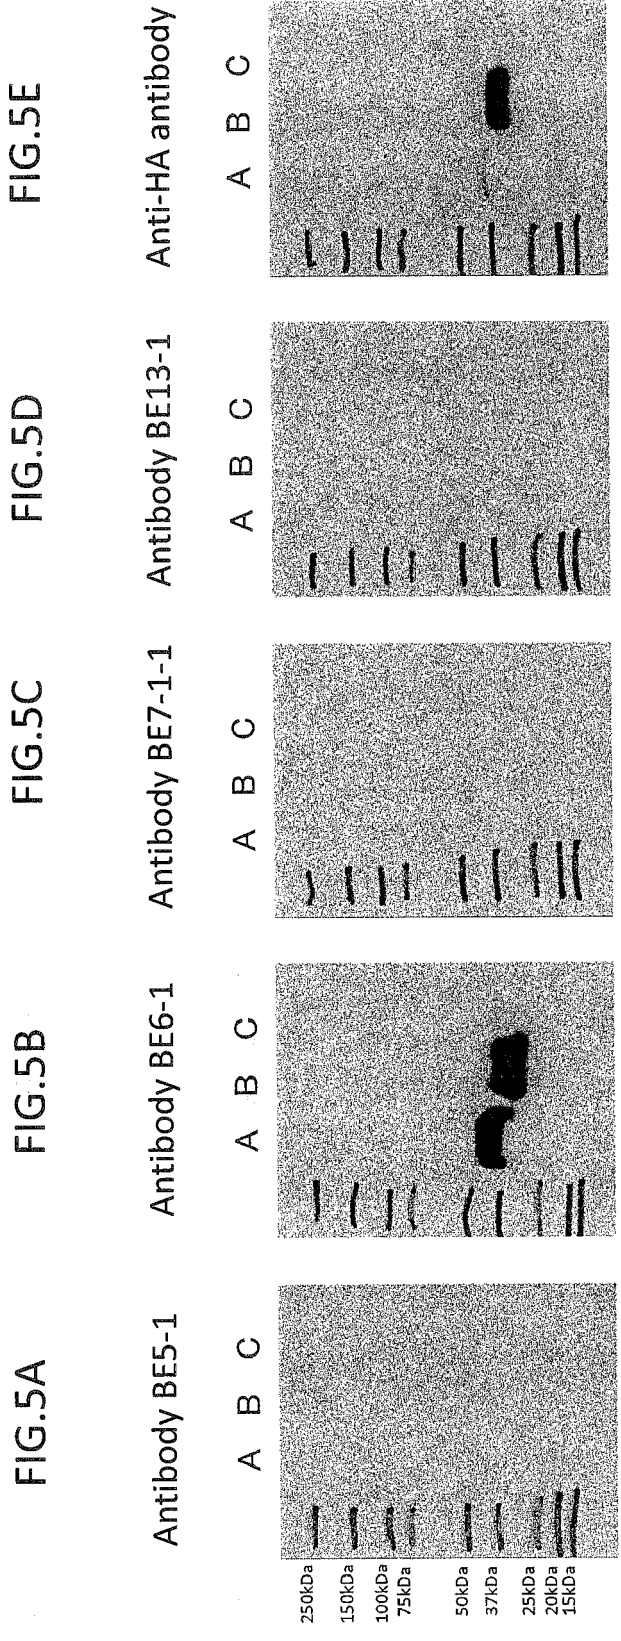 FIG.5A
Antibody BE5-1
A B C
250kDa
150kDa
100kDa
75kDa
50kDa
37kDa
25kDa
20kDa
15kDa
FIG.5B
Antibody BE6-1
A B C
FIG.5C
Antibody BE7-1-1
A B C
FIG.5D
Antibody BE13-1
A B C
FIG.5E
Anti-HA antibody
A B C